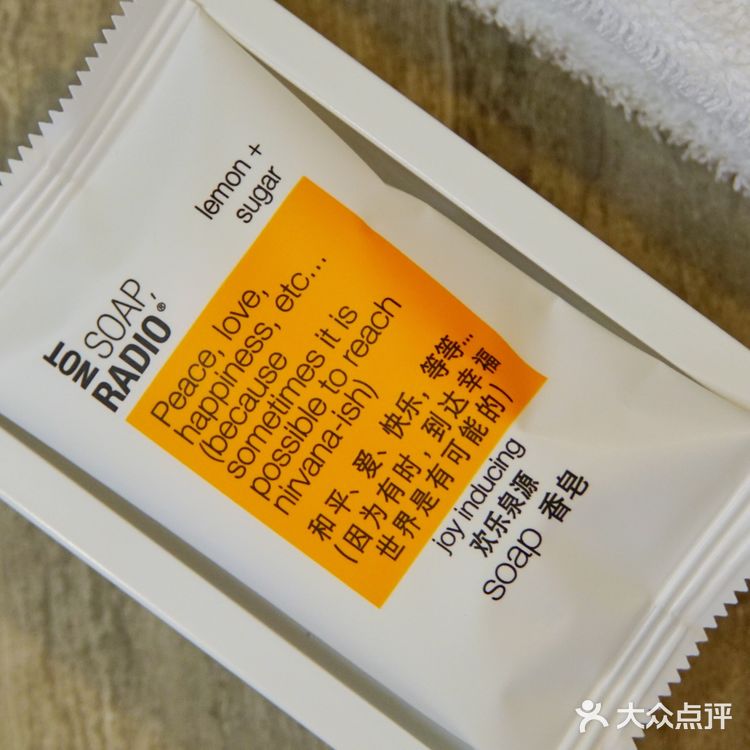 NOT
SOAP,
RADIO®
lemon +
sugar
Peace, love,
happiness, etc...
(because
sometimes it is
possible to reach
nirvana-ish)
和平、爱、快乐，等等...
(因为有时，到达幸福
世界是有可能的)
joy inducing
欢乐泉源
soap 香皂
大众点评